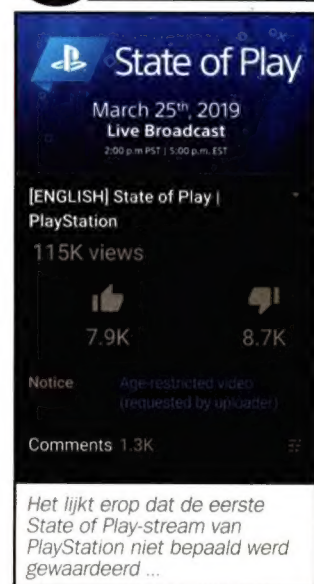 State of Play
March 25th, 2019
Live Broadcast
2:00 p.m PST | 5:00 p.m. EST
[ENGLISH] State of Play |
PlayStation
115K views
7.9K 8.7K
Notice Age-restricted video
(requested by uploader)
Comments 1.3K
Het lijkt erop dat de eerste
State of Play-stream van
PlayStation niet bepaald werd
gewaardeerd ...